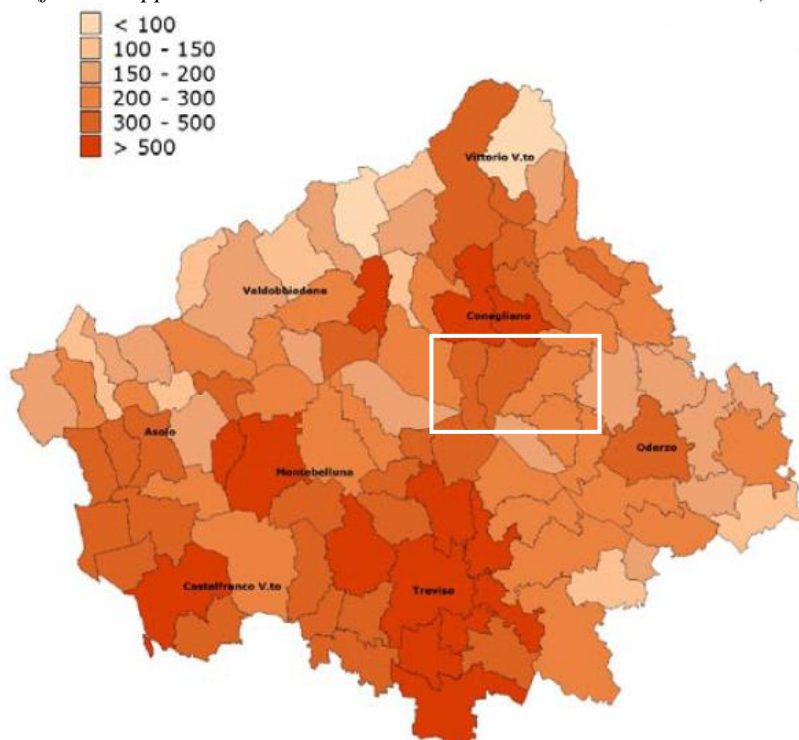 < 100
100 - 150
150 - 200
200 - 300
300 - 500
> 500
Vittorio V.to
Valdobbiadene
Conegliano
Asolo
Oderzo
Montebelluna
Castelfranco V.to
Treviso